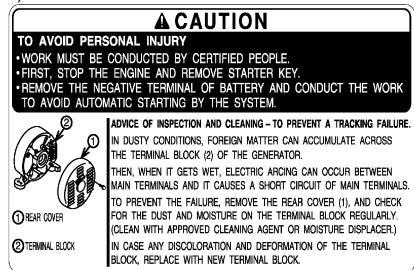 ⚠ CAUTION
TO AVOID PERSONAL INJURY
•WORK MUST BE CONDUCTED BY CERTIFIED PEOPLE.
•FIRST, STOP THE ENGINE AND REMOVE STARTER KEY.
•REMOVE THE NEGATIVE TERMINAL OF BATTERY AND CONDUCT THE WORK
TO AVOID AUTOMATIC STARTING BY THE SYSTEM.
② ①
① REAR COVER
② TERMINAL BLOCK
ADVICE OF INSPECTION AND CLEANING – TO PREVENT A TRACKING FAILURE.
IN DUSTY CONDITIONS, FOREIGN MATTER CAN ACCUMULATE ACROSS
THE TERMINAL BLOCK (2) OF THE GENERATOR.
THEN, WHEN IT GETS WET, ELECTRIC ARCING CAN OCCUR BETWEEN
MAIN TERMINALS AND IT CAUSES A SHORT CIRCUIT OF MAIN TERMINALS.
TO PREVENT THE FAILURE, REMOVE THE REAR COVER (1), AND CHECK
FOR THE DUST AND MOISTURE ON THE TERMINAL BLOCK REGULARLY.
(CLEAN WITH APPROVED CLEANING AGENT OR MOISTURE DISPLACER.)
IN CASE ANY DISCOLORATION AND DEFORMATION OF THE TERMINAL
BLOCK, REPLACE WITH NEW TERMINAL BLOCK.